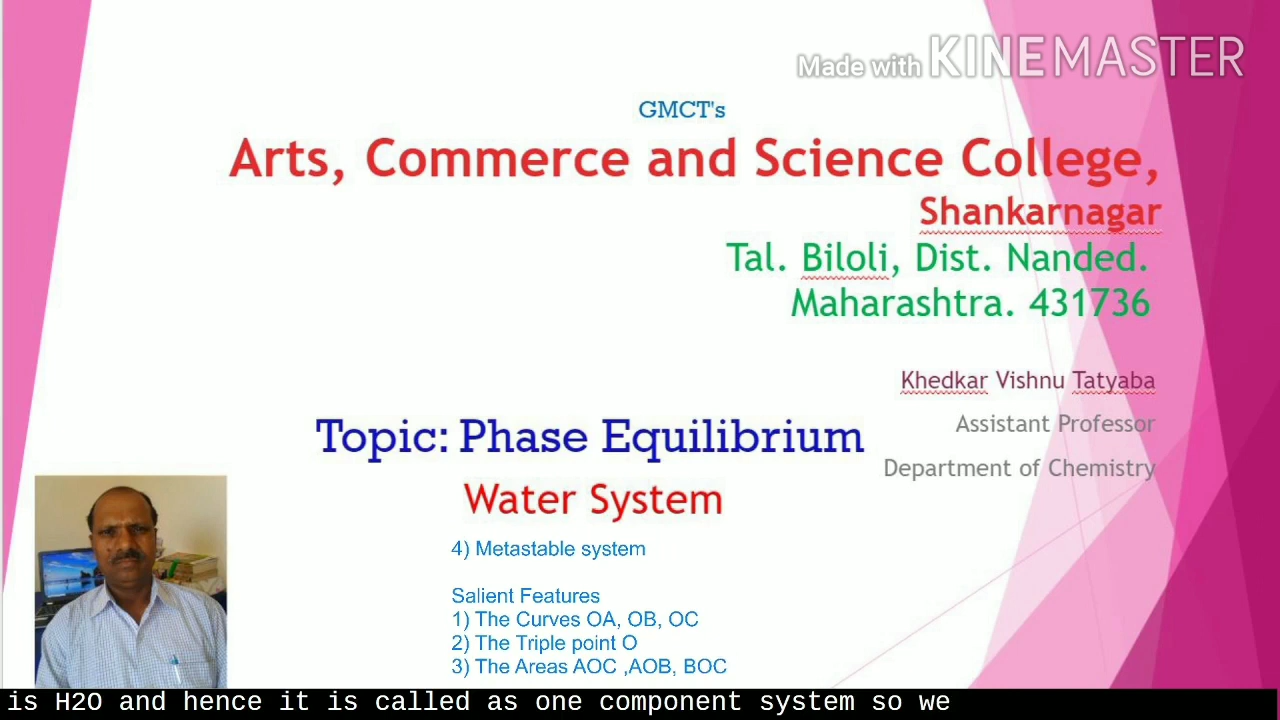 Made with KINEMASTER
GMCT's
Arts, Commerce and Science College,
Shankarnagar
Tal. Biloli, Dist. Nanded.
Maharashtra. 431736
Khedkar Vishnu Tatyaba
Assistant Professor
Department of Chemistry
Topic: Phase Equilibrium
Water System
4) Metastable system
Salient Features
1) The Curves OA, OB, OC
2) The Triple point O
3) The Areas AOC ,AOB, BOC
is H2O and hence it is called as one component system so we